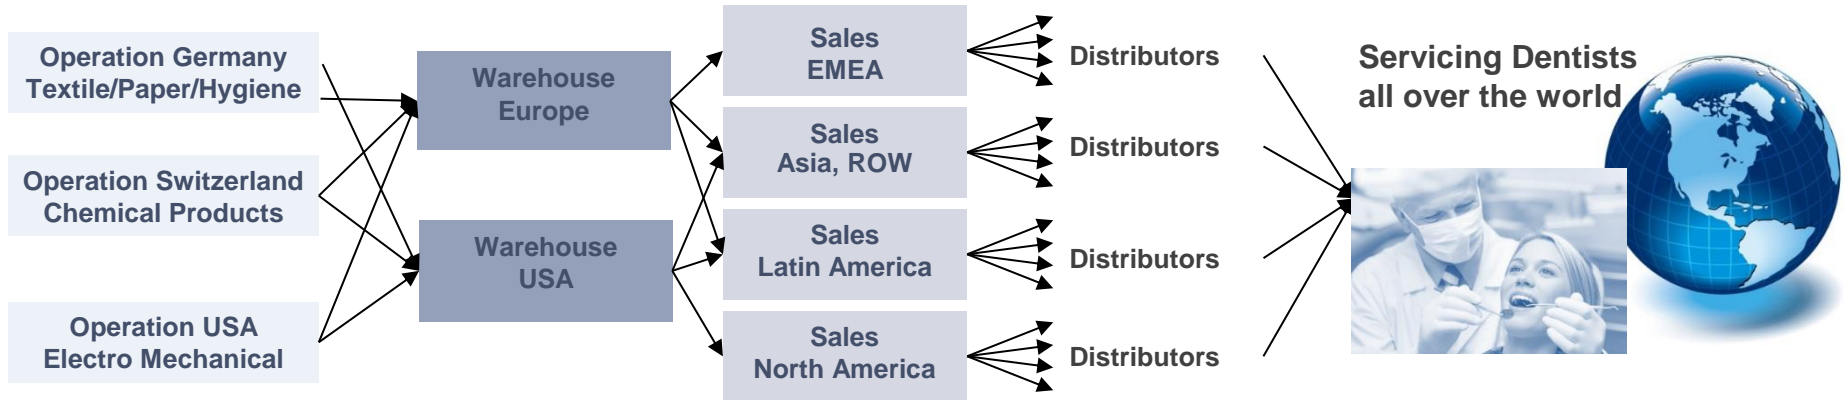 Operation Germany
Textile/Paper/Hygiene
Operation Switzerland
Chemical Products
Operation USA
Electro Mechanical
Warehouse
Europe
Warehouse
USA
Sales
EMEA
Sales
Asia, ROW
Sales
Latin America
Sales
North America
Distributors
Distributors
Distributors
Distributors
Servicing Dentists
all over the world